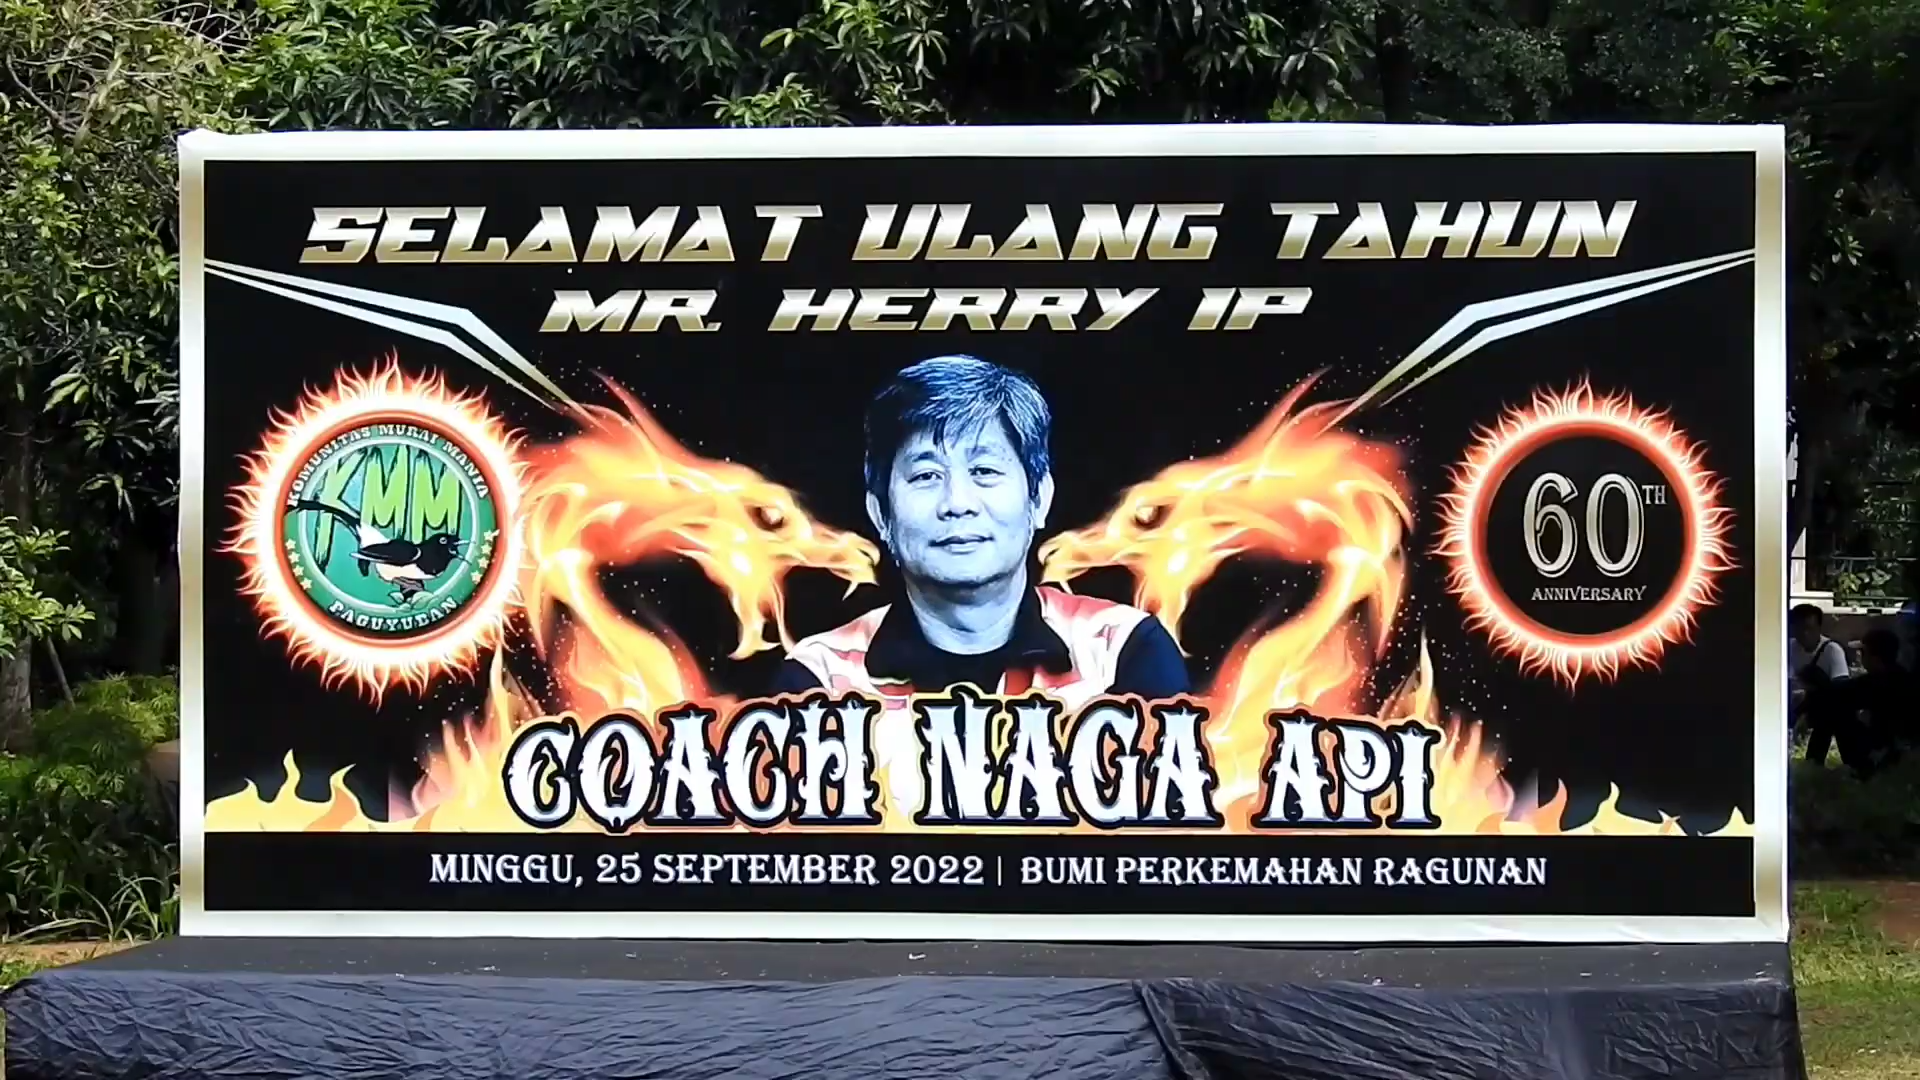 SELAMAT ULANG TAHUN
MR. HERRY IP
KOMUNITAS MURAI MANIA
KMM
PAGUYUBAN
60TH
ANNIVERSARY
COACH NAGA API
MINGGU, 25 SEPTEMBER 2022 | BUMI PERKEMAHAN RAGUNAN